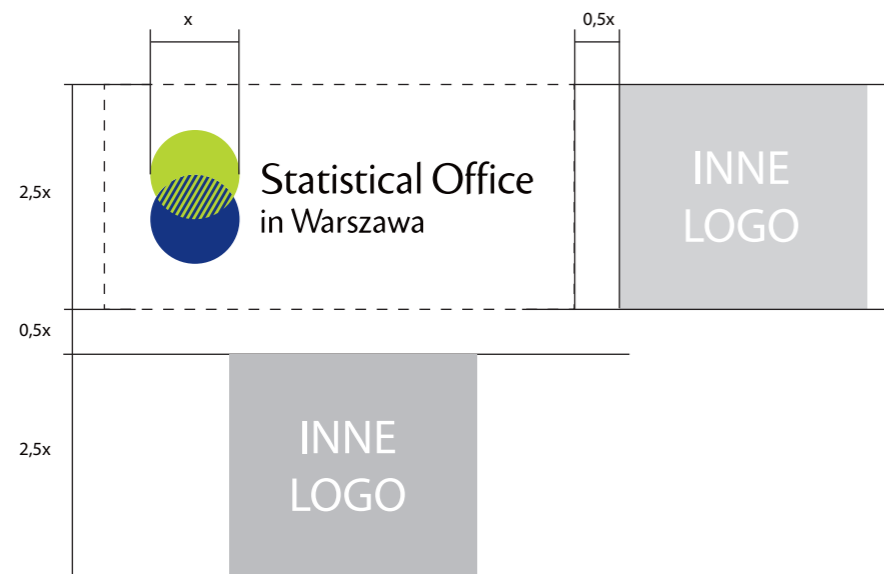 x
0,5x
2,5x
Statistical Office
in Warszawa
INNE
LOGO
0,5x
2,5x
INNE
LOGO